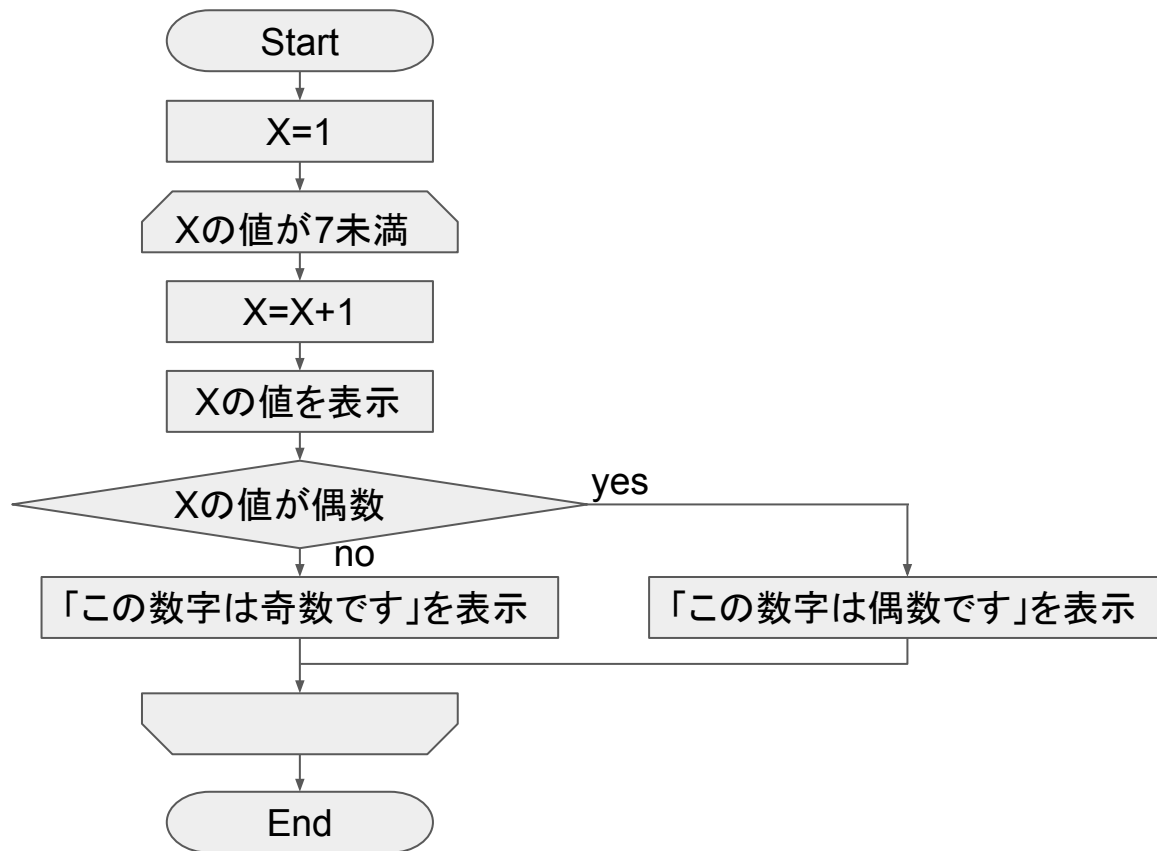 Start
X=1
Xの値が7未満
X=X+1
Xの値を表示
Xの値が偶数
yes
no
「この数字は奇数です」を表示
「この数字は偶数です」を表示
End